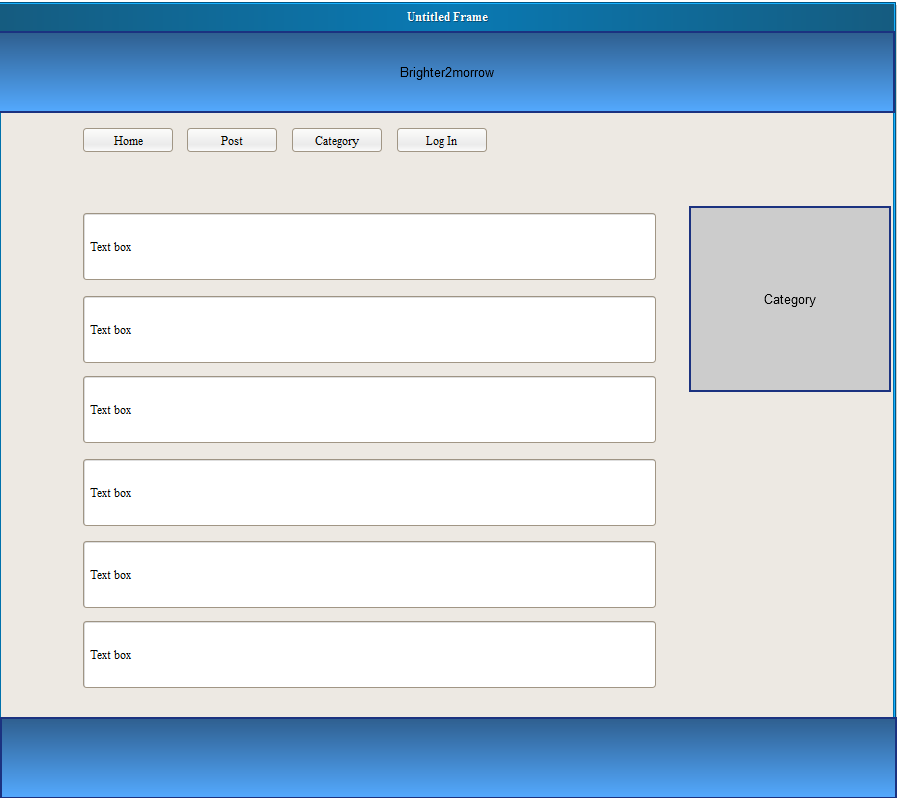 Untitled Frame
Brighter2morrow
Home
Post
Category
Log In
Text box
Category
Text box
Text box
Text box
Text box
Text box